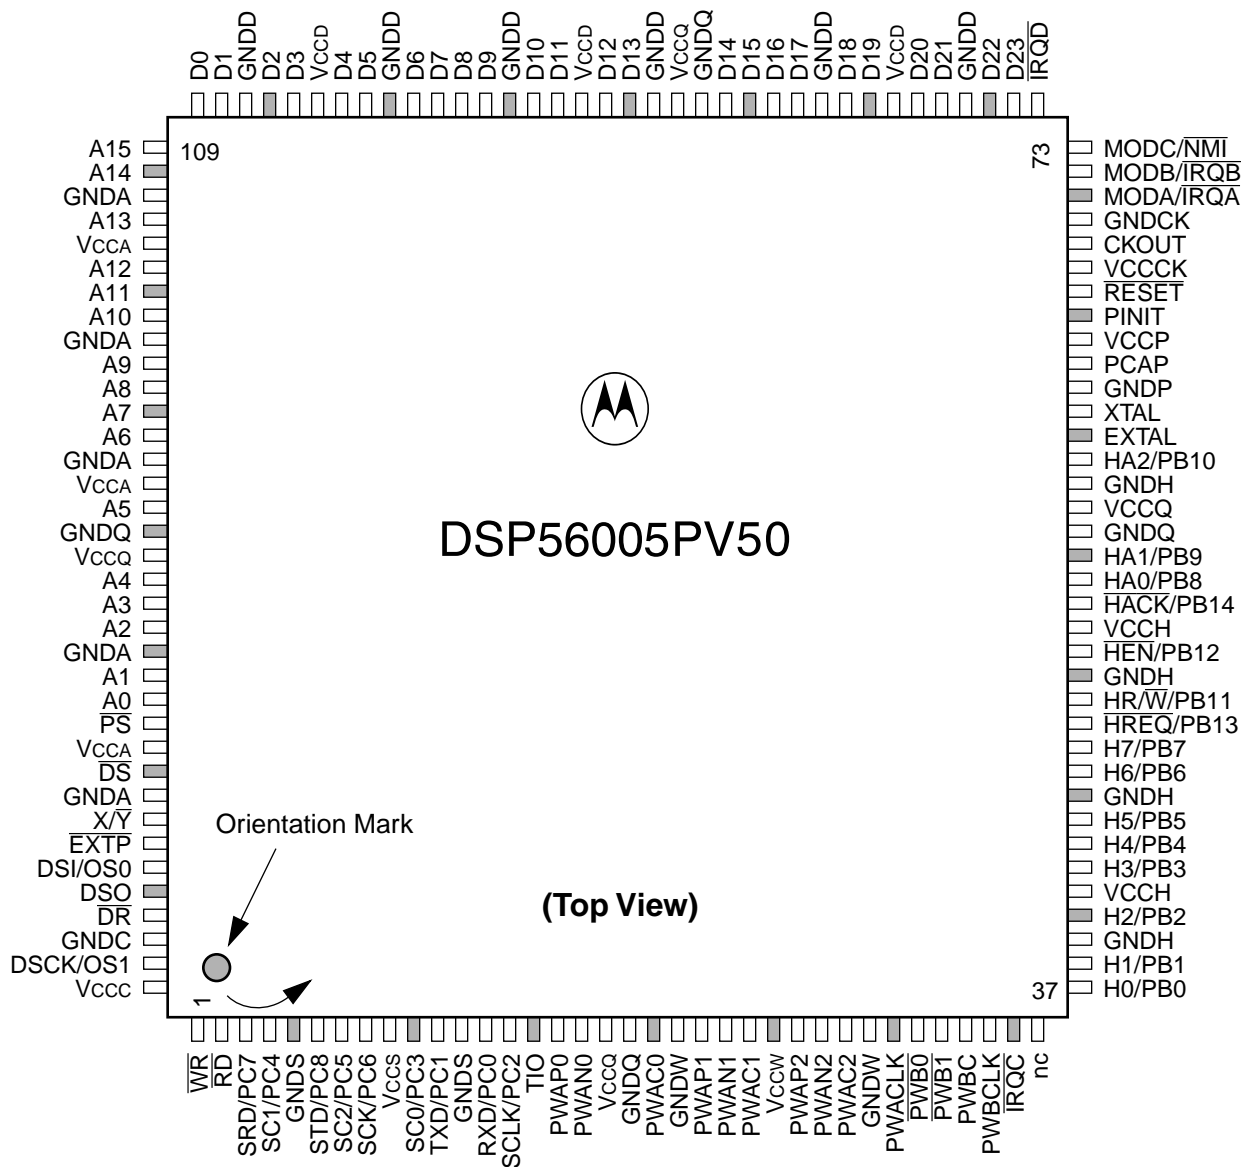 D0
D1
GNDD
D2
D3
VCCD
D4
D5
GNDD
D6
D7
D8
D9
GNDD
D10
D11
VCCD
D12
D13
GNDD
VCCQ
GNDQ
D14
D15
D16
D17
GNDD
D18
D19
VCCD
D20
D21
GNDD
D22
D23
IRQD
A15
A14
GNDA
A13
VCCA
A12
A11
A10
GNDA
A9
A8
A7
A6
GNDA
VCCA
A5
GNDQ
VCCQ
A4
A3
A2
GNDA
A1
A0
PS
VCCA
DS
GNDA
X/Y
EXTP
DSI/OS0
DSO
DR
GNDC
DSCK/OS1
VCCC
109
73
DSP56005PV50
Orientation Mark
(Top View)
1
37
MODC/NMI
MODB/IRQB
MODA/IRQA
GNDCK
CKOUT
VCCCK
RESET
PINIT
VCCP
PCAP
GNDP
XTAL
EXTAL
HA2/PB10
GNDH
VCCQ
GNDQ
HA1/PB9
HA0/PB8
HACK/PB14
VCCH
HEN/PB12
GNDH
HR/W/PB11
HREQ/PB13
H7/PB7
H6/PB6
GNDH
H5/PB5
H4/PB4
H3/PB3
VCCH
H2/PB2
GNDH
H1/PB1
H0/PB0
WR
RD
SRD/PC7
SC1/PC4
GNDS
STD/PC8
SC2/PC5
SCK/PC6
VCCS
SC0/PC3
TXD/PC1
GNDS
RXD/PC0
SCLK/PC2
TIO
PWAP0
PWAN0
VCCQ
GNDQ
PWAC0
GNDW
PWAP1
PWAN1
PWAC1
VCCW
PWAP2
PWAN2
PWAC2
GNDW
PWACLK
PWB0
PWB1
PWBC
PWBCLK
IRQC
nc